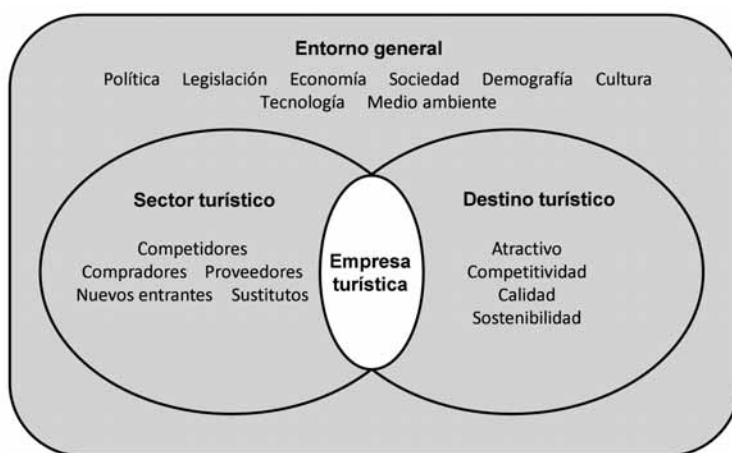 Entorno general
Política Legislación Economía Sociedad Demografía Cultura
Tecnología Medio ambiente
Sector turístico
Competidores
Compradores Proveedores
Nuevos entrantes Sustitutos
Empresa
turística
Destino turístico
Atractivo
Competitividad
Calidad
Sostenibilidad